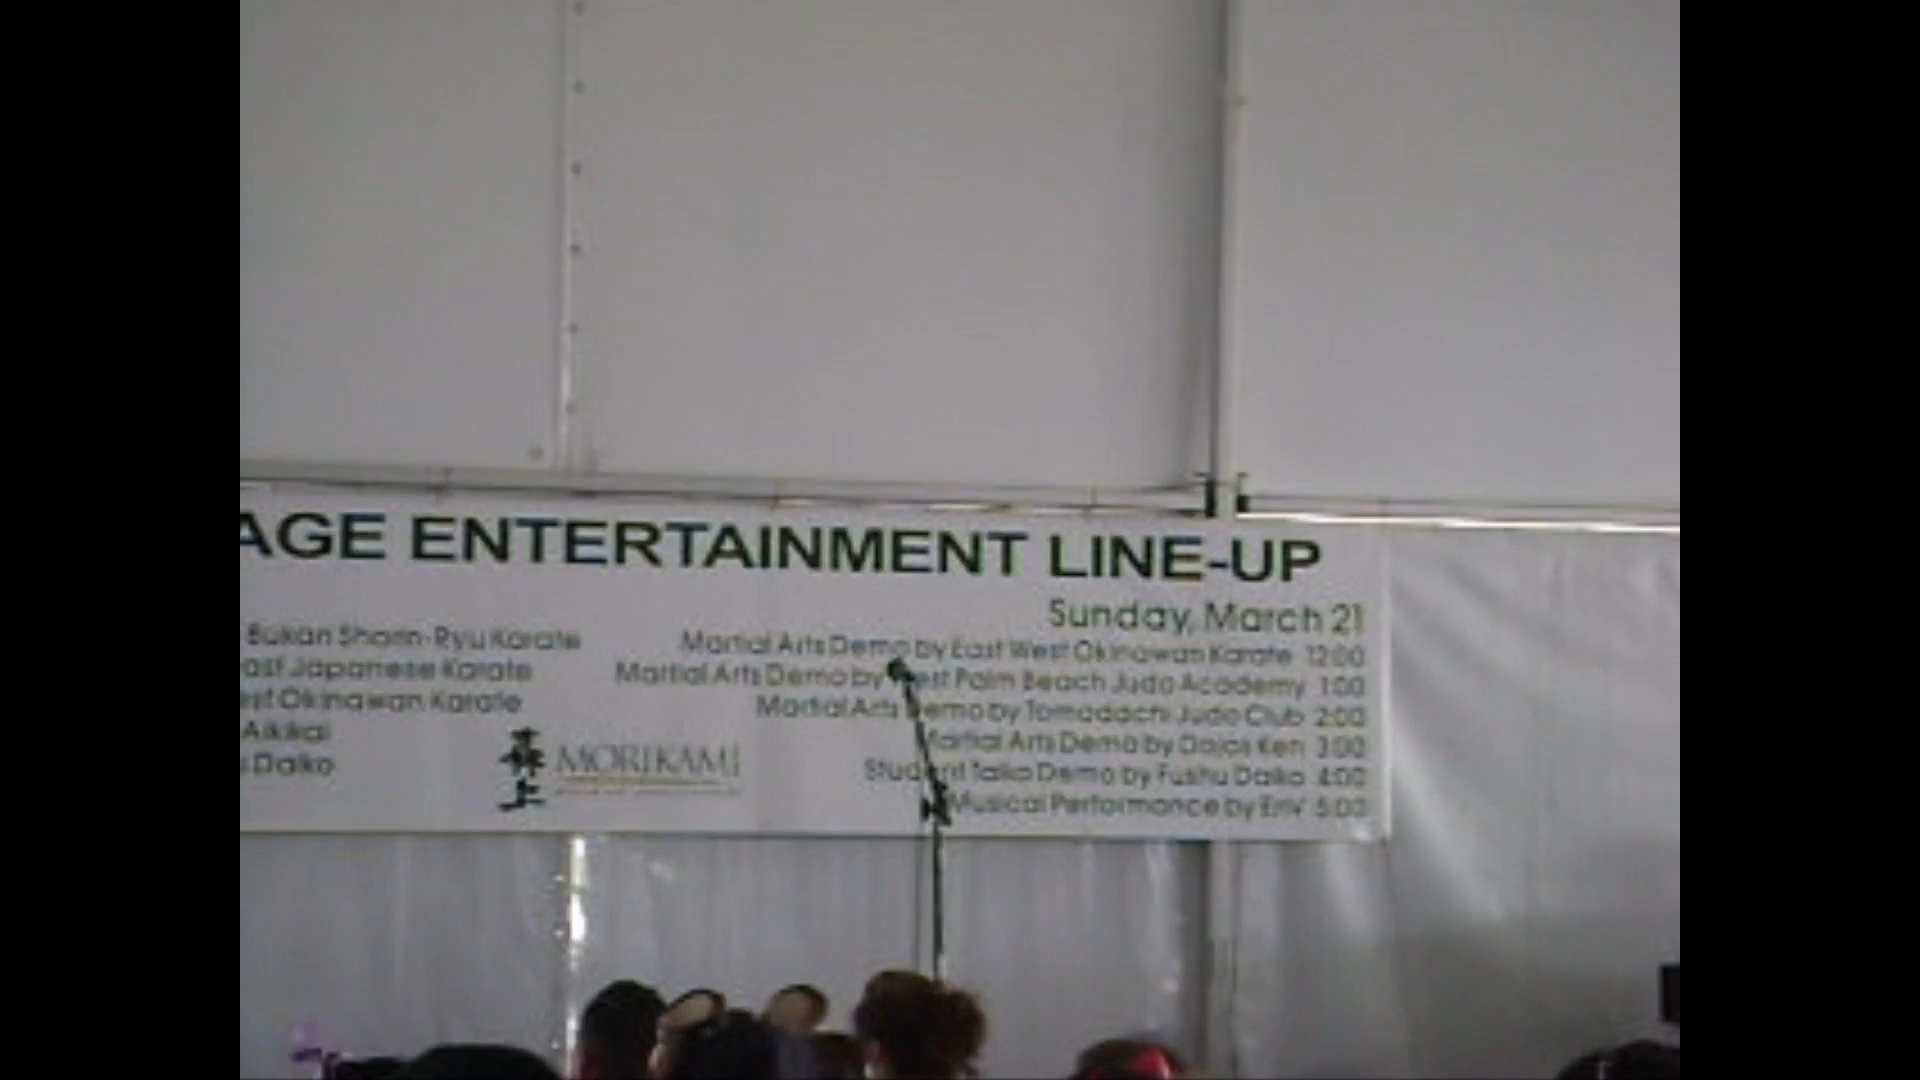 AGE ENTERTAINMENT LINE-UP
Bukan Shorin-Ryu Karate
ast Japanese Karate
est Okinawan Karate
Aikikai
Daiko
森上
MORIKAMI
Sunday, March 21
Martial Arts Demo by East West Okinawan Karate 12:00
Martial Arts Demo by West Palm Beach Judo Academy 1:00
Martial Arts Demo by Tomodachi Judo Club 2:00
Martial Arts Demo by Dojos Ken 3:00
Student Taiko Demo by Fushu Daiko 4:00
Musical Performance by EriV 5:00